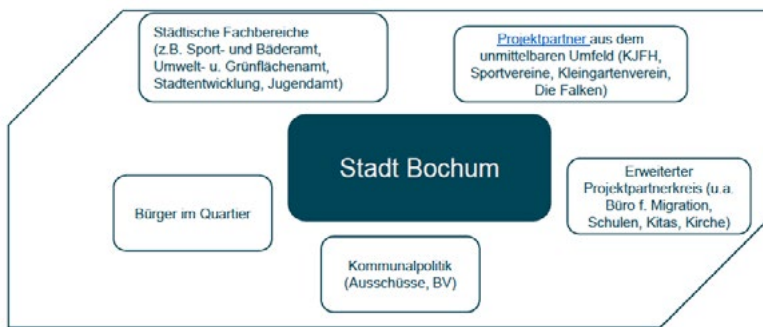 Städtische Fachbereiche
(z.B. Sport- und Bäderamt,
Umwelt- u. Grünflächenamt,
Stadtentwicklung, Jugendamt)
Projektpartner aus dem
unmittelbaren Umfeld (KJFH,
Sportvereine, Kleingartenverein,
Die Falken)
Stadt Bochum
Bürger im Quartier
Erweiterter
Projektpartnerkreis (u.a.
Büro f. Migration,
Schulen, Kitas, Kirche)
Kommunalpolitik
(Ausschüsse, BV)